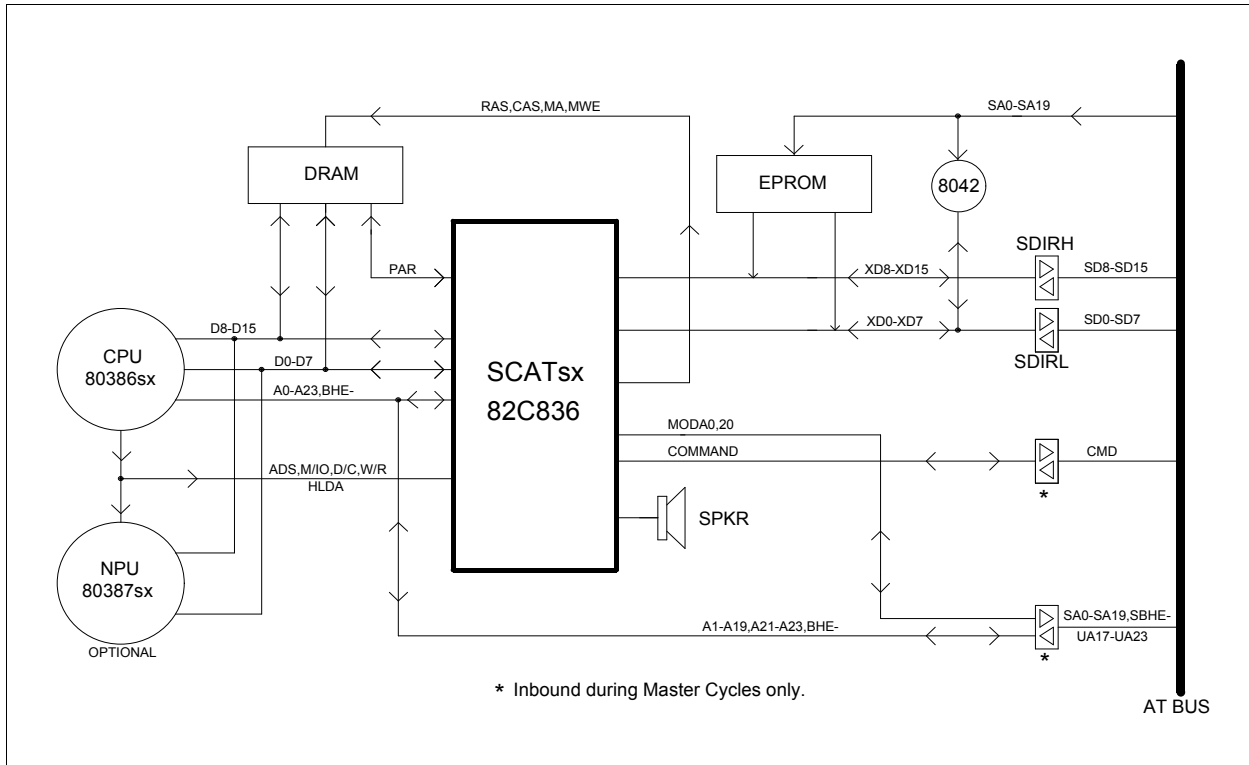 RAS,CAS,MA,MWE
SA0-SA19
DRAM
EPROM
8042
SDIRH
PAR
XD8-XD15
SD8-SD15
D8-D15
XD0-XD7
SD0-SD7
CPU
80386sx
D0-D7
SDIRL
SCATsx
82C836
A0-A23,BHE-
MODA0,20
COMMAND
CMD
ADS,M/IO,D/C,W/R
HLDA
*
SPKR
NPU
80387sx
SA0-SA19,SBHE-
A1-A19,A21-A23,BHE-
UA17-UA23
OPTIONAL
*
* Inbound during Master Cycles only.
AT BUS